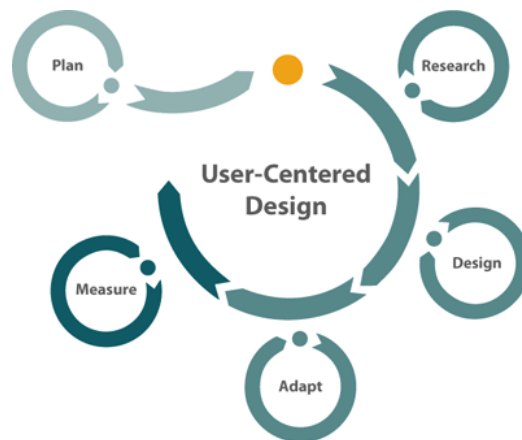 Plan
Research
User-Centered
Design
Design
Measure
Adapt